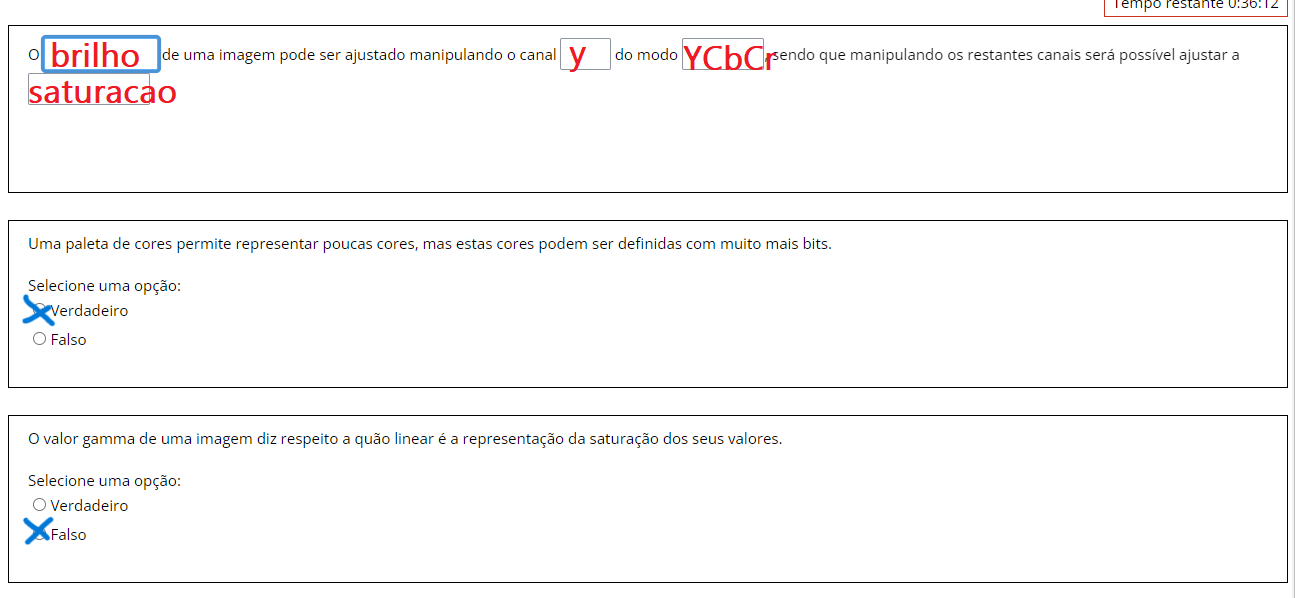 Tempo restante 0:36:12
O brilho de uma imagem pode ser ajustado manipulando o canal y do modo YCbCr, sendo que manipulando os restantes canais será possível ajustar a
saturacao
Uma paleta de cores permite representar poucas cores, mas estas cores podem ser definidas com muito mais bits.
Selecione uma opção:
Verdadeiro
Falso
O valor gamma de uma imagem diz respeito a quão linear é a representação da saturação dos seus valores.
Selecione uma opção:
Verdadeiro
Falso